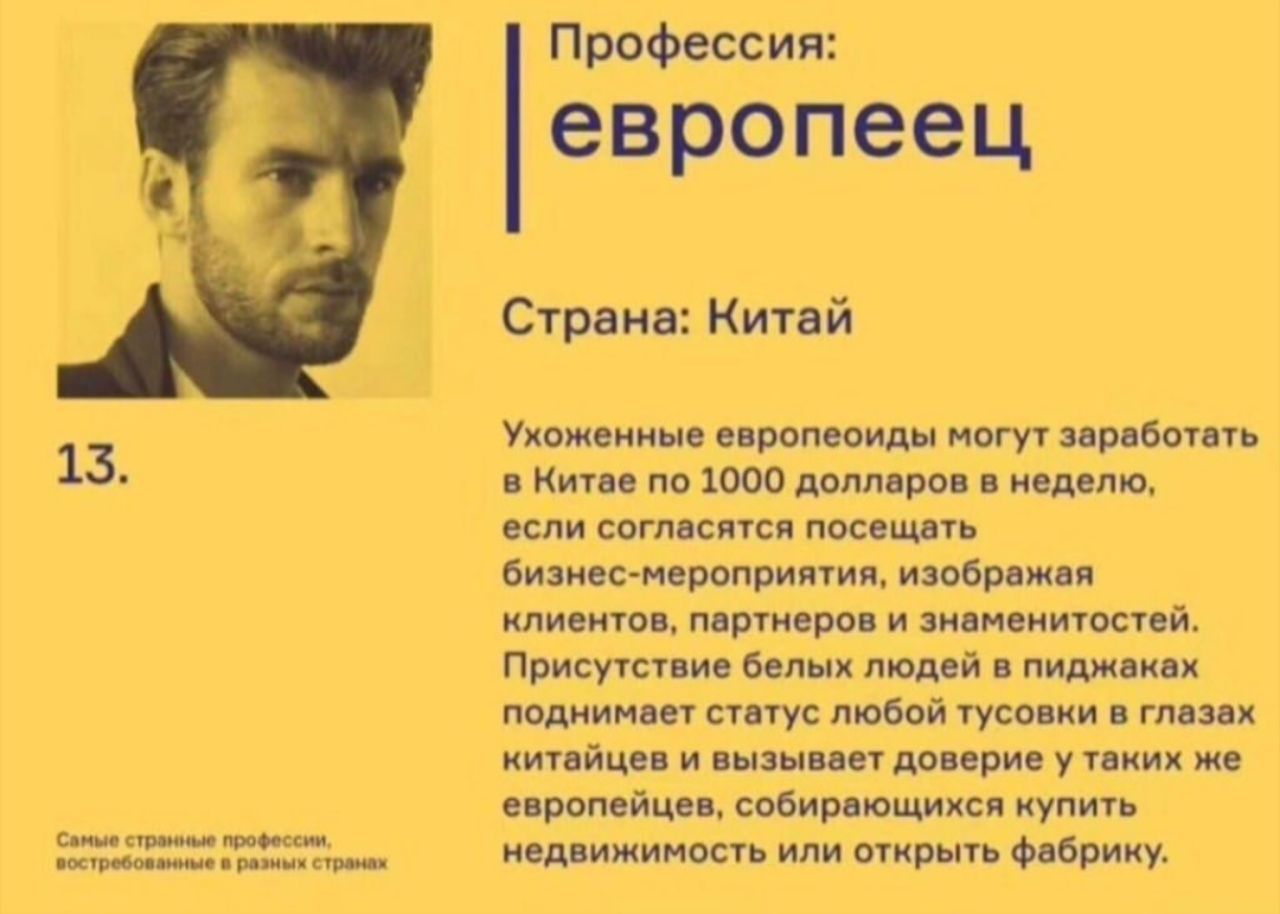 Профессия:
европеец
Страна: Китай
13.
Ухоженные европеоиды могут заработать
в Китае по 1000 долларов в неделю,
если согласятся посещать
бизнес-мероприятия, изображая
клиентов, партнеров и знаменитостей.
Присутствие белых людей в пиджаках
поднимает статус любой тусовки в глазах
китайцев и вызывает доверие у таких же
европейцев, собирающихся купить
недвижимость или открыть фабрику.
Самые странные профессии,
востребованные в разных странах